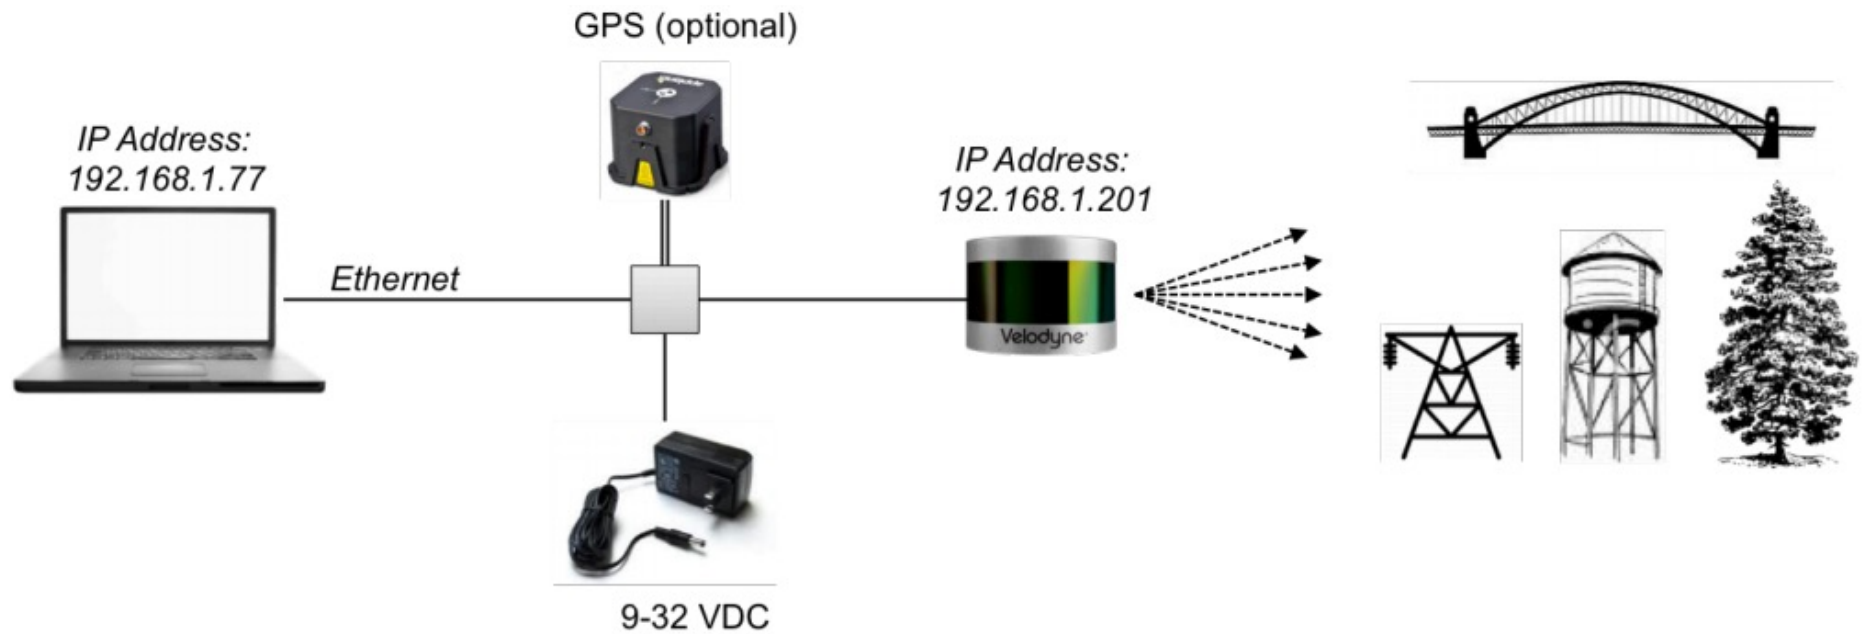 GPS (optional)
IP Address:
192.168.1.77
IP Address:
192.168.1.201
Ethernet
Velodyne
9-32 VDC